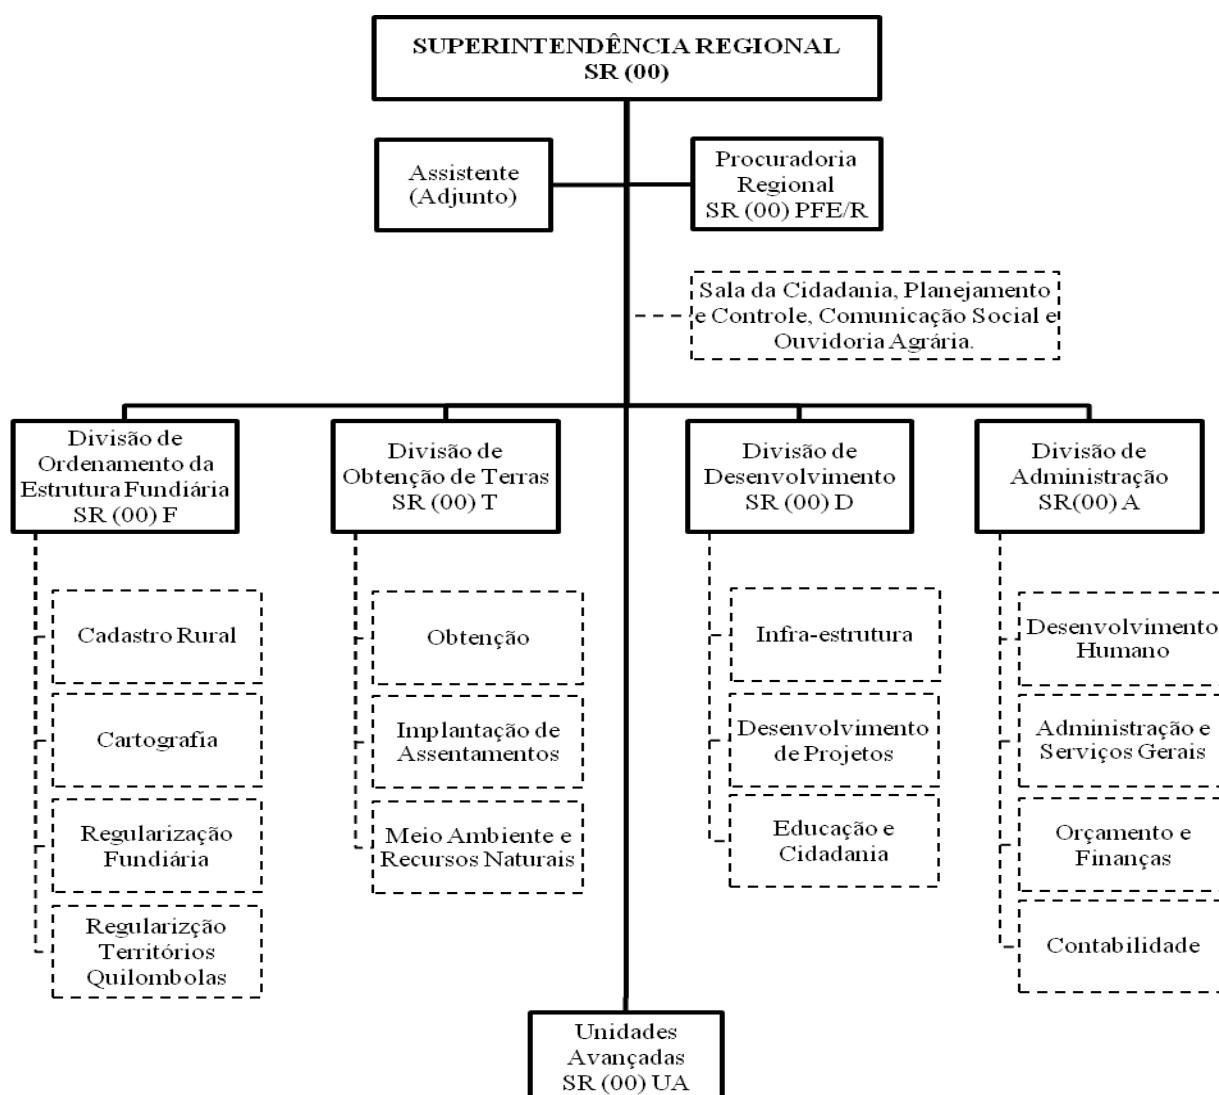 SUPERINTENDÊNCIA REGIONAL
SR (00)
Assistente
(Adjunto)
Procuradoria
Regional
SR (00) PFE/R
Sala da Cidadania, Planejamento
e Controle, Comunicação Social e
Ouvidoria Agrária.
Divisão de
Ordenamento da
Estrutura Fundiária
SR (00) F
Divisão de
Obtenção de Terras
SR (00) T
Divisão de
Desenvolvimento
SR (00) D
Divisão de
Administração
SR(00) A
Cadastro Rural
Cartografia
Regularização
Fundiária
Regularizção
Territórios
Quilombolas
Obtenção
Implantação de
Assentamentos
Meio Ambiente e
Recursos Naturais
Infra-estrutura
Desenvolvimento
de Projetos
Educação e
Cidadania
Desenvolvimento
Humano
Administração e
Serviços Gerais
Orçamento e
Finanças
Contabilidade
Unidades
Avançadas
SR (00) UA